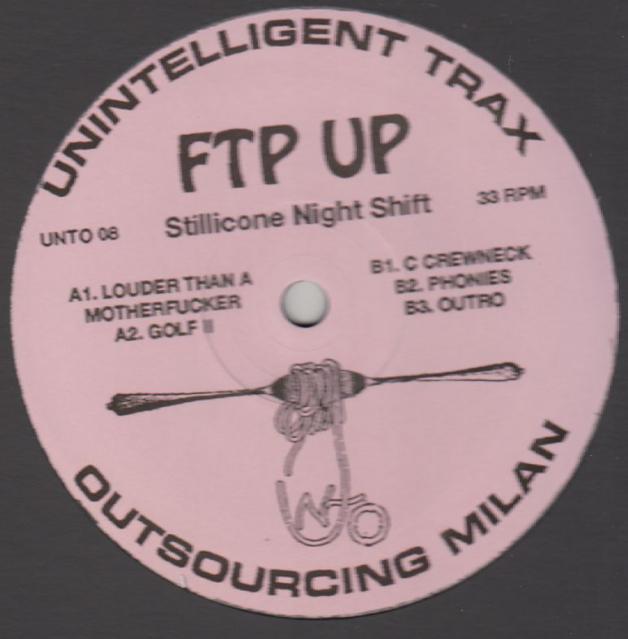 UNINTELLIGENT TRAX
FTP UP
Stillicone Night Shift
33 RPM
UNTO 08
A1. LOUDER THAN A
MOTHERFUCKER
A2. GOLF II
B1. C CREWNECK
B2. PHONIES
B3. OUTRO
UNTO
OUTSOURCING MILAN